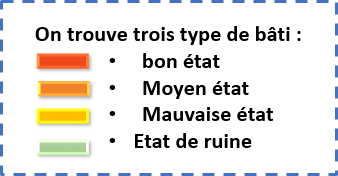 On trouve trois type de bâti :
• bon état
• Moyen état
• Mauvaise état
• Etat de ruine